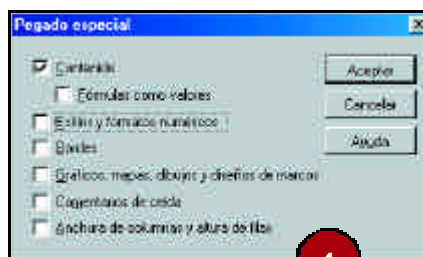 Pegado especial
Contenido
Aceptar
Fórmulas como valores
Cancelar
Estilos y formatos numéricos
Bordes
Ayuda
Gráficos, mapas, dibujos y diseños de marcos
Comentarios de celda
Anchura de columnas y altura de filas